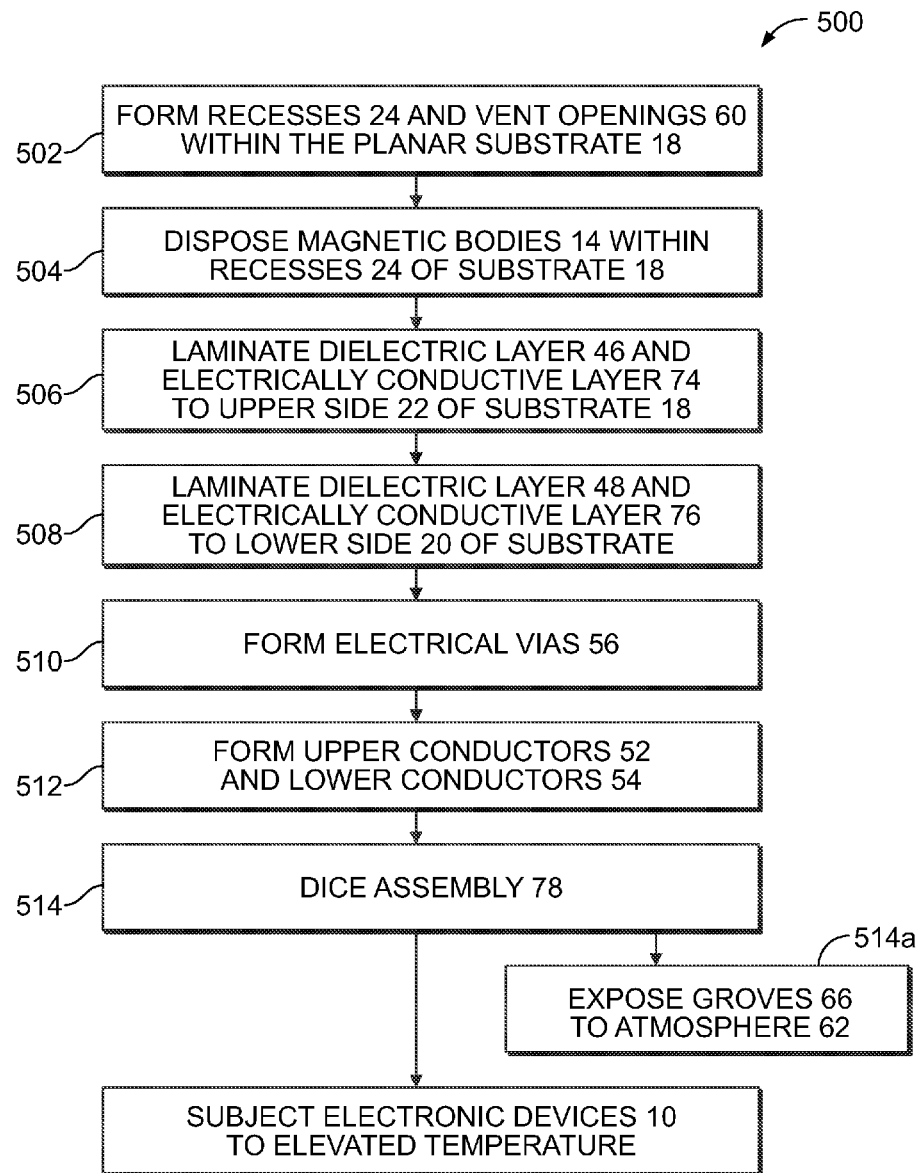 500
FORM RECESSES 24 AND VENT OPENINGS 60
WITHIN THE PLANAR SUBSTRATE 18
502
DISPOSE MAGNETIC BODIES 14 WITHIN
RECESSES 24 OF SUBSTRATE 18
504
LAMINATE DIELECTRIC LAYER 46 AND
ELECTRICALLY CONDUCTIVE LAYER 74
TO UPPER SIDE 22 OF SUBSTRATE 18
506
LAMINATE DIELECTRIC LAYER 48 AND
ELECTRICALLY CONDUCTIVE LAYER 76
TO LOWER SIDE 20 OF SUBSTRATE
508
FORM ELECTRICAL VIAS 56
510
FORM UPPER CONDUCTORS 52
AND LOWER CONDUCTORS 54
512
DICE ASSEMBLY 78
514
514a
EXPOSE GROVES 66
TO ATMOSPHERE 62
SUBJECT ELECTRONIC DEVICES 10
TO ELEVATED TEMPERATURE